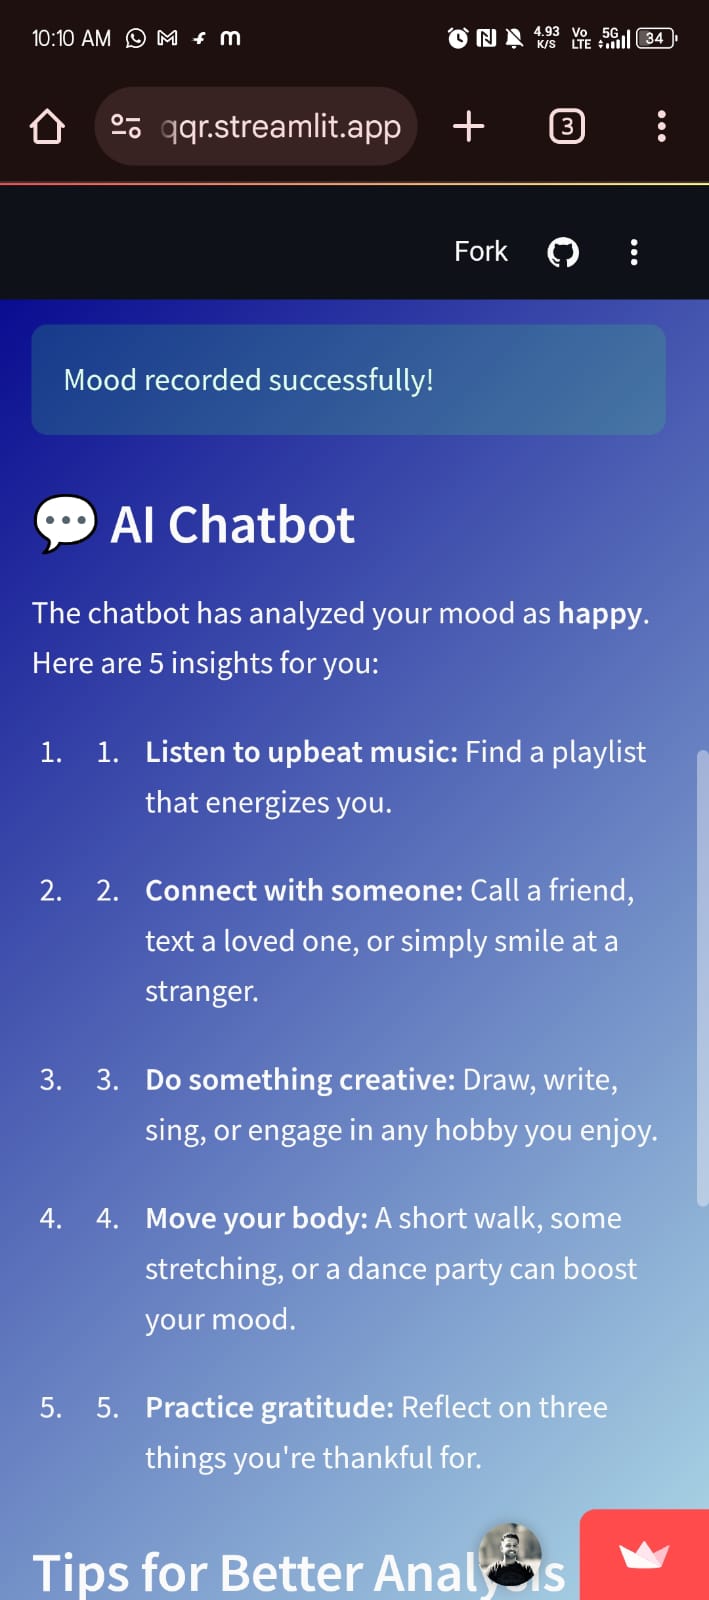 10:10 AM
4.93 K/S Vo LTE 5G 34
qqr.streamlit.app
3
Fork
Mood recorded successfully!
AI Chatbot
The chatbot has analyzed your mood as happy.
Here are 5 insights for you:
1. 1. Listen to upbeat music: Find a playlist
that energizes you.
2. 2. Connect with someone: Call a friend,
text a loved one, or simply smile at a
stranger.
3. 3. Do something creative: Draw, write,
sing, or engage in any hobby you enjoy.
4. 4. Move your body: A short walk, some
stretching, or a dance party can boost
your mood.
5. 5. Practice gratitude: Reflect on three
things you're thankful for.
Tips for Better Analysis